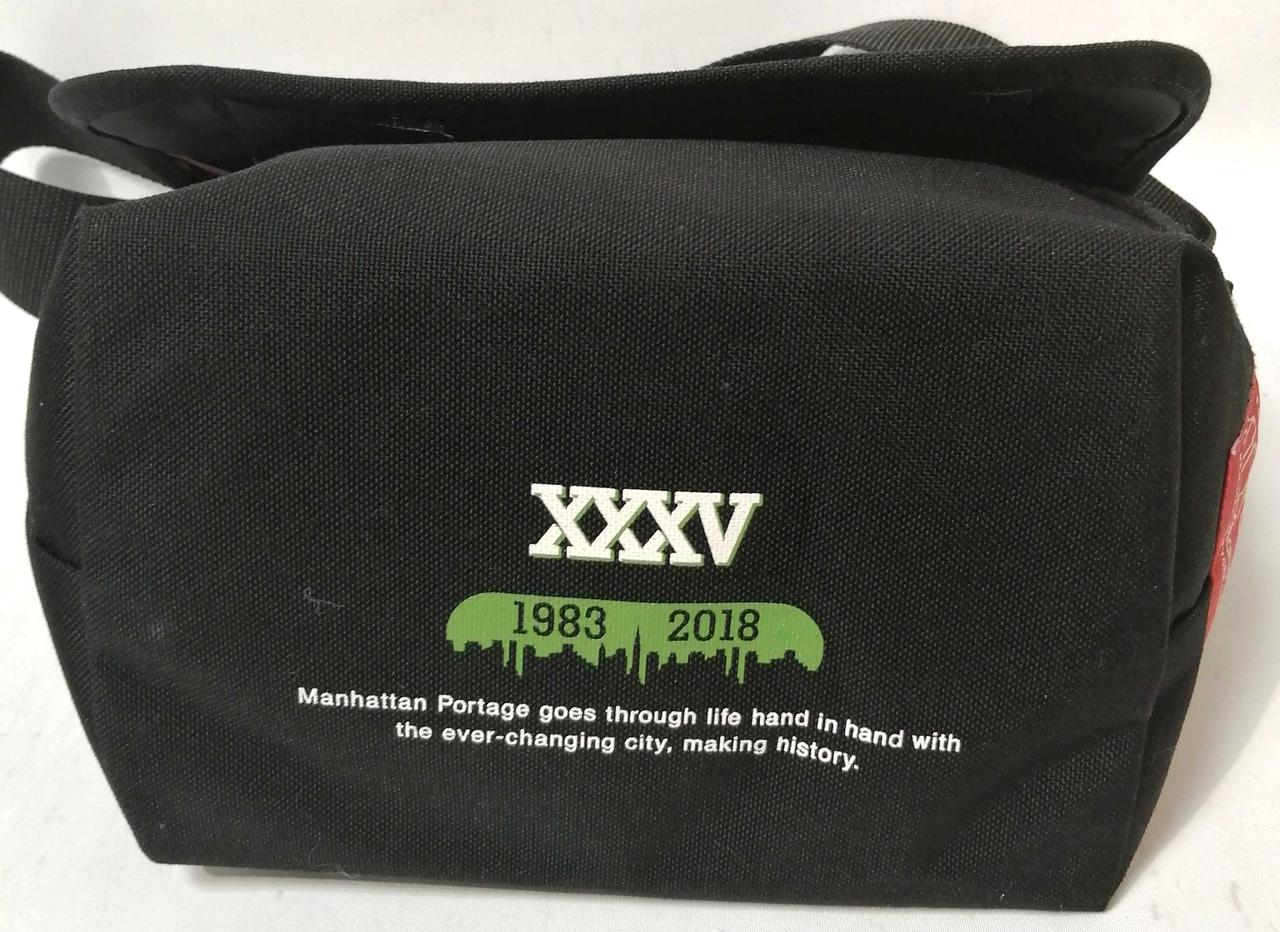 XXXV
1983 2018
Manhattan Portage goes through life hand in hand with
the ever-changing city, making history.